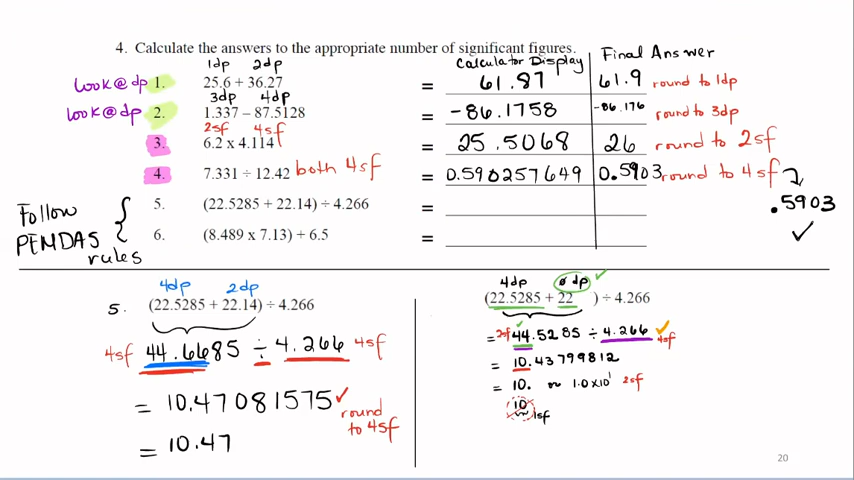 4. Calculate the answers to the appropriate number of significant figures.
1dp 2dp Calculator Display Final Answer
look@dp 1. 25.6 + 36.27 = 61.87 61.9 round to 1dp
3dp 4dp
look@dp 2. 1.337 – 87.5128 = -86.1758 -86.176 round to 3dp
2sf 4sf
3. 6.2 x 4.114 = 25.5068 26 round to 2sf
4. 7.331 ÷ 12.42 both 4sf = 0.590257649 0.5903 round to 4sf
.5903 ✓
Follow PEMDAS rules
5. (22.5285 + 22.14) ÷ 4.266 =
6. (8.489 x 7.13) + 6.5 =
4dp 2dp
5. (22.5285 + 22.14) ÷ 4.266
4sf 44.6685 ÷ 4.266 4sf
= 10.47081575 ✓ round to 4sf
= 10.47
4dp 0 dp ✓
(22.5285 + 22 ) ÷ 4.266
= 2sf 44.5285 ÷ 4.266 ✓ 4sf
= 10.43799812
= 10. or 1.0 x 10¹ 2sf
10 1sf
20